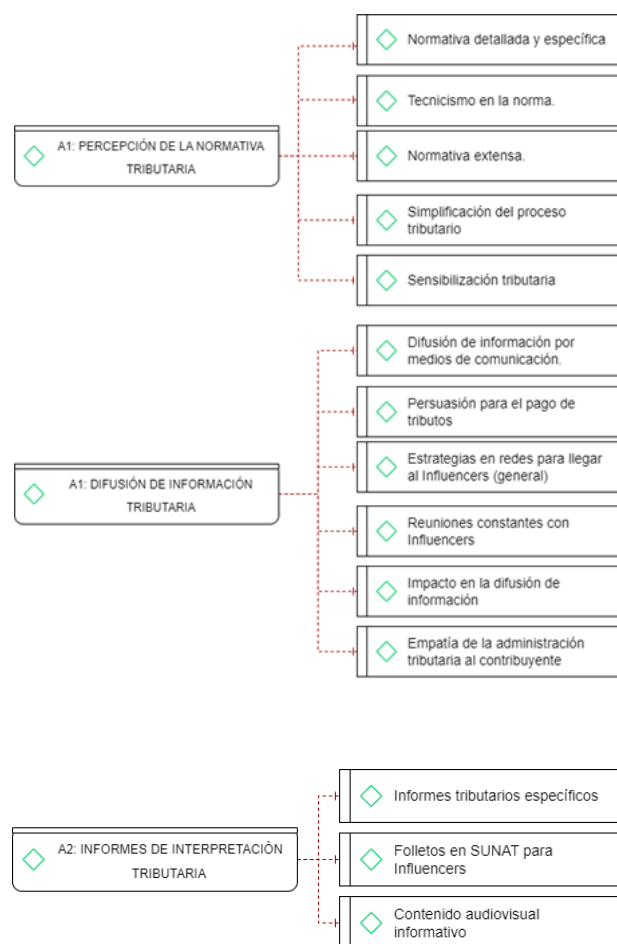 A1: PERCEPCIÓN DE LA NORMATIVA
TRIBUTARIA
Normativa detallada y específica
Tecnicismo en la norma.
Normativa extensa.
Simplificación del proceso
tributario
Sensibilización tributaria
A1: DIFUSIÓN DE INFORMACIÓN
TRIBUTARIA
Difusión de información por
medios de comunicación.
Persuasión para el pago de
tributos
Estrategias en redes para llegar
al Influencers (general)
Reuniones constantes con
Influencers
Impacto en la difusión de
información
Empatía de la administración
tributaria al contribuyente
A2: INFORMES DE INTERPRETACIÒN
TRIBUTARIA
Informes tributarios específicos
Folletos en SUNAT para
Influencers
Contenido audiovisual
informativo